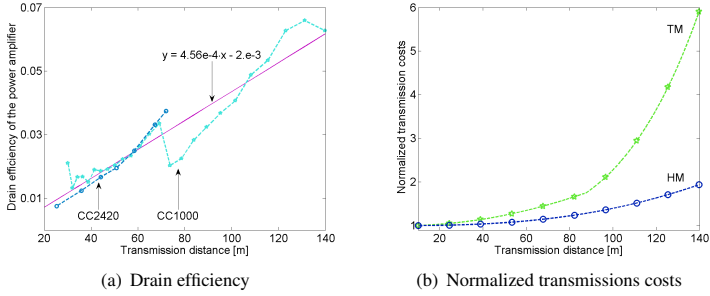 0.07
0.05
0.03
0.01
Drain efficiency of the power amplifier
y = 4.56e-4·x - 2.e-3
CC2420
CC1000
20 40 60 80 100 120 140
Transmission distance [m]
(a) Drain efficiency
6
5
4
3
2
1
Normalized transmission costs
TM
HM
20 40 60 80 100 120 140
Transmission distance [m]
(b) Normalized transmissions costs